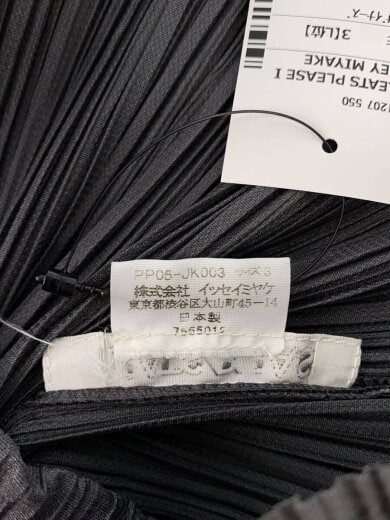 1207 550
LEATS PLEASE I
EY MIYAKE
3【L位】
PP05-JK003 サイズ 3
株式会社 イッセイミヤケ
東京都渋谷区大山町45-14
日本製